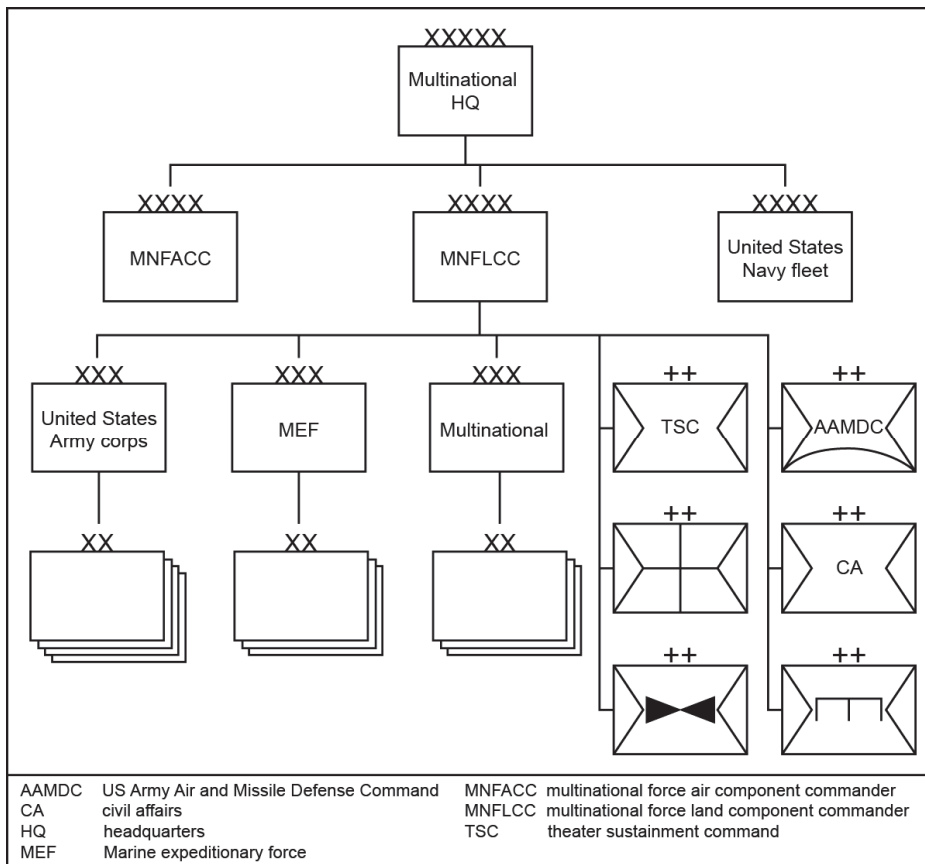 XXXXX
Multinational
HQ
XXXX
XXXX
XXXX
MNFACC
MNFLCC
United States
Navy fleet
XXX
XXX
XXX
++
++
United States
Army corps
MEF
Multinational
TSC
AAMDC
XX
XX
XX
++
++
CA
++
++
AAMDC US Army Air and Missile Defense Command
CA civil affairs
HQ headquarters
MEF Marine expeditionary force
MNFACC multinational force air component commander
MNFLCC multinational force land component commander
TSC theater sustainment command